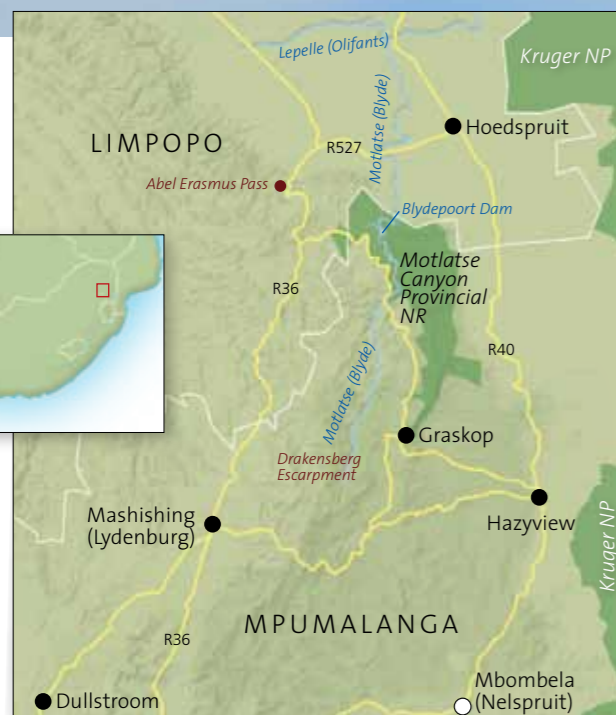 Kruger NP
Lepelle (Olifants)
Motlatse (Blyde)
Hoedspruit
LIMPOPO
R527
Abel Erasmus Pass
Blydepoort Dam
Motlatse
Canyon
Provincial
NR
R36
R40
Motlatse (Blyde)
Graskop
Drakensberg
Escarpment
Mashishing
(Lydenburg)
Hazyview
Kruger NP
MPUMALANGA
R36
Mbombela
(Nelspruit)
Dullstroom